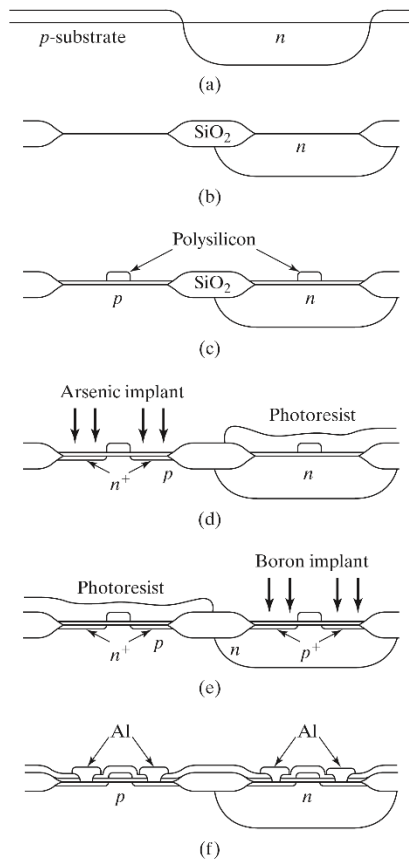 p-substrate n
(a)
SiO₂ n
(b)
Polysilicon
p SiO₂ n
(c)
Arsenic implant
Photoresist
n⁺ p n
(d)
Boron implant
Photoresist
n⁺ p n p⁺
(e)
Al Al
p n
(f)